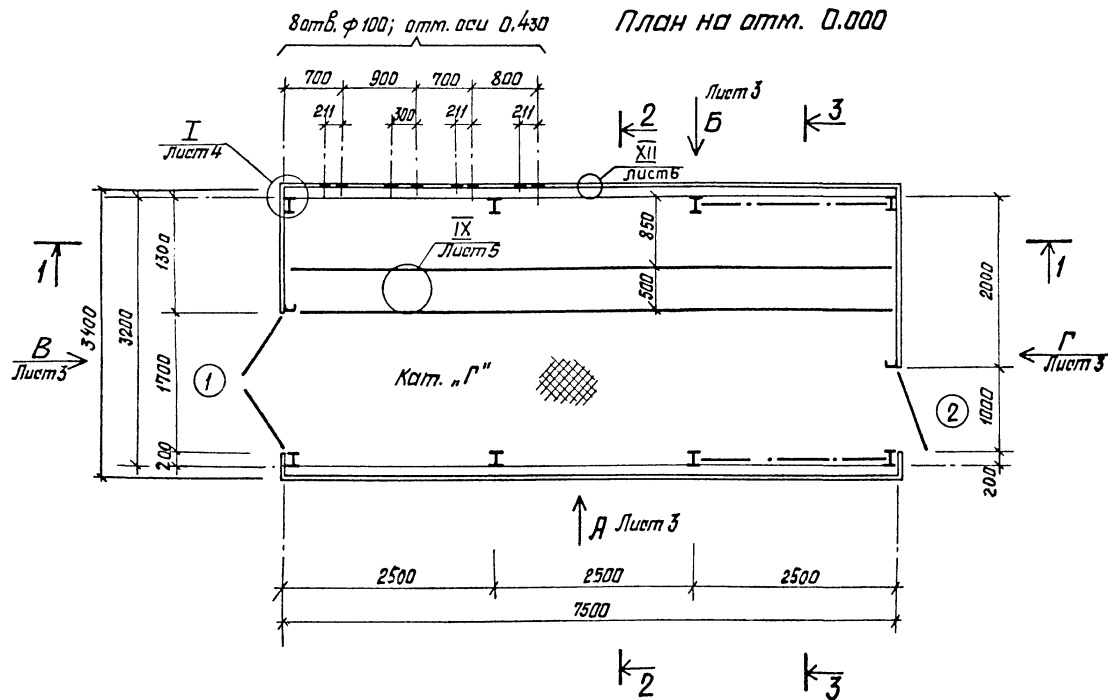 8 отв. ф 100; отм. оси 0.430
План на отм. 0.000
700 900 700 800
211 300 211 211
2
Лист 3
Б
3
I
Лист 4
XII
Лист 6
IX
Лист 5
1
1
1300
850
500
2000
3400
3200
В
Лист 3
1700
1
Кат. „Г"
Г
Лист 3
2
1000
200
200
А Лист 3
2500 2500 2500
7500
2
3